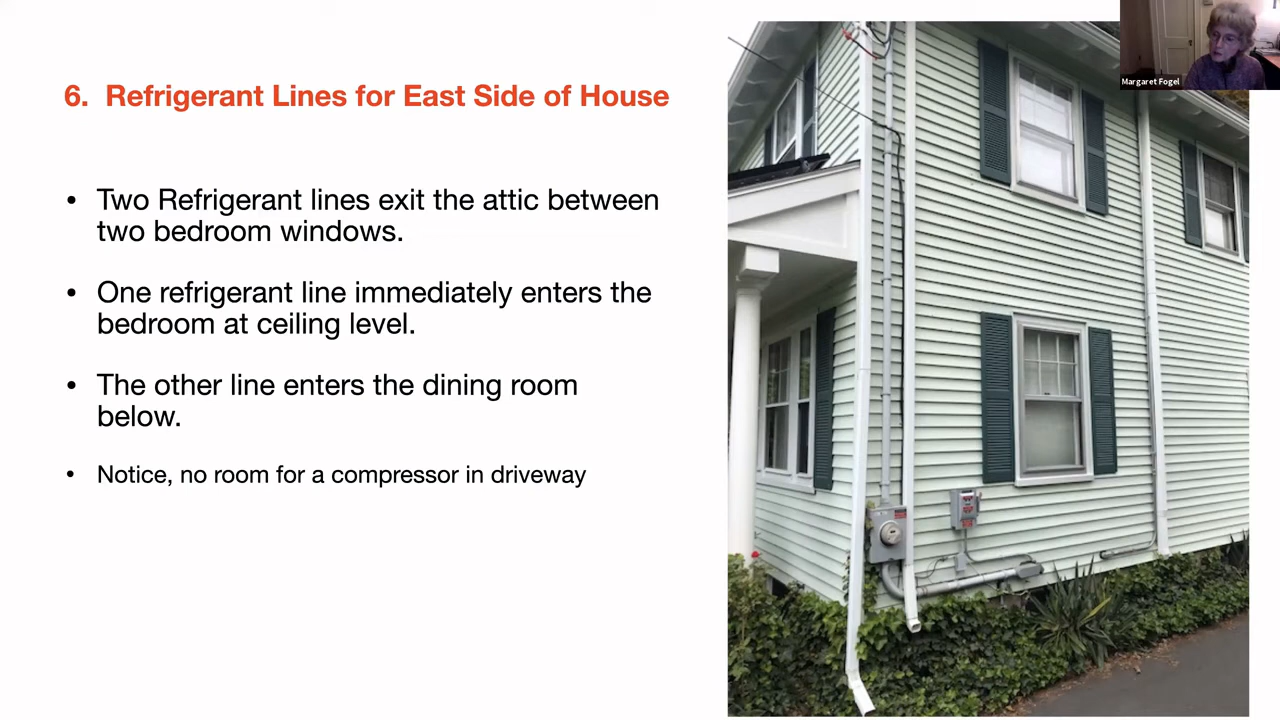 Margaret Fogel
6. Refrigerant Lines for East Side of House
• Two Refrigerant lines exit the attic between
two bedroom windows.
• One refrigerant line immediately enters the
bedroom at ceiling level.
• The other line enters the dining room
below.
• Notice, no room for a compressor in driveway